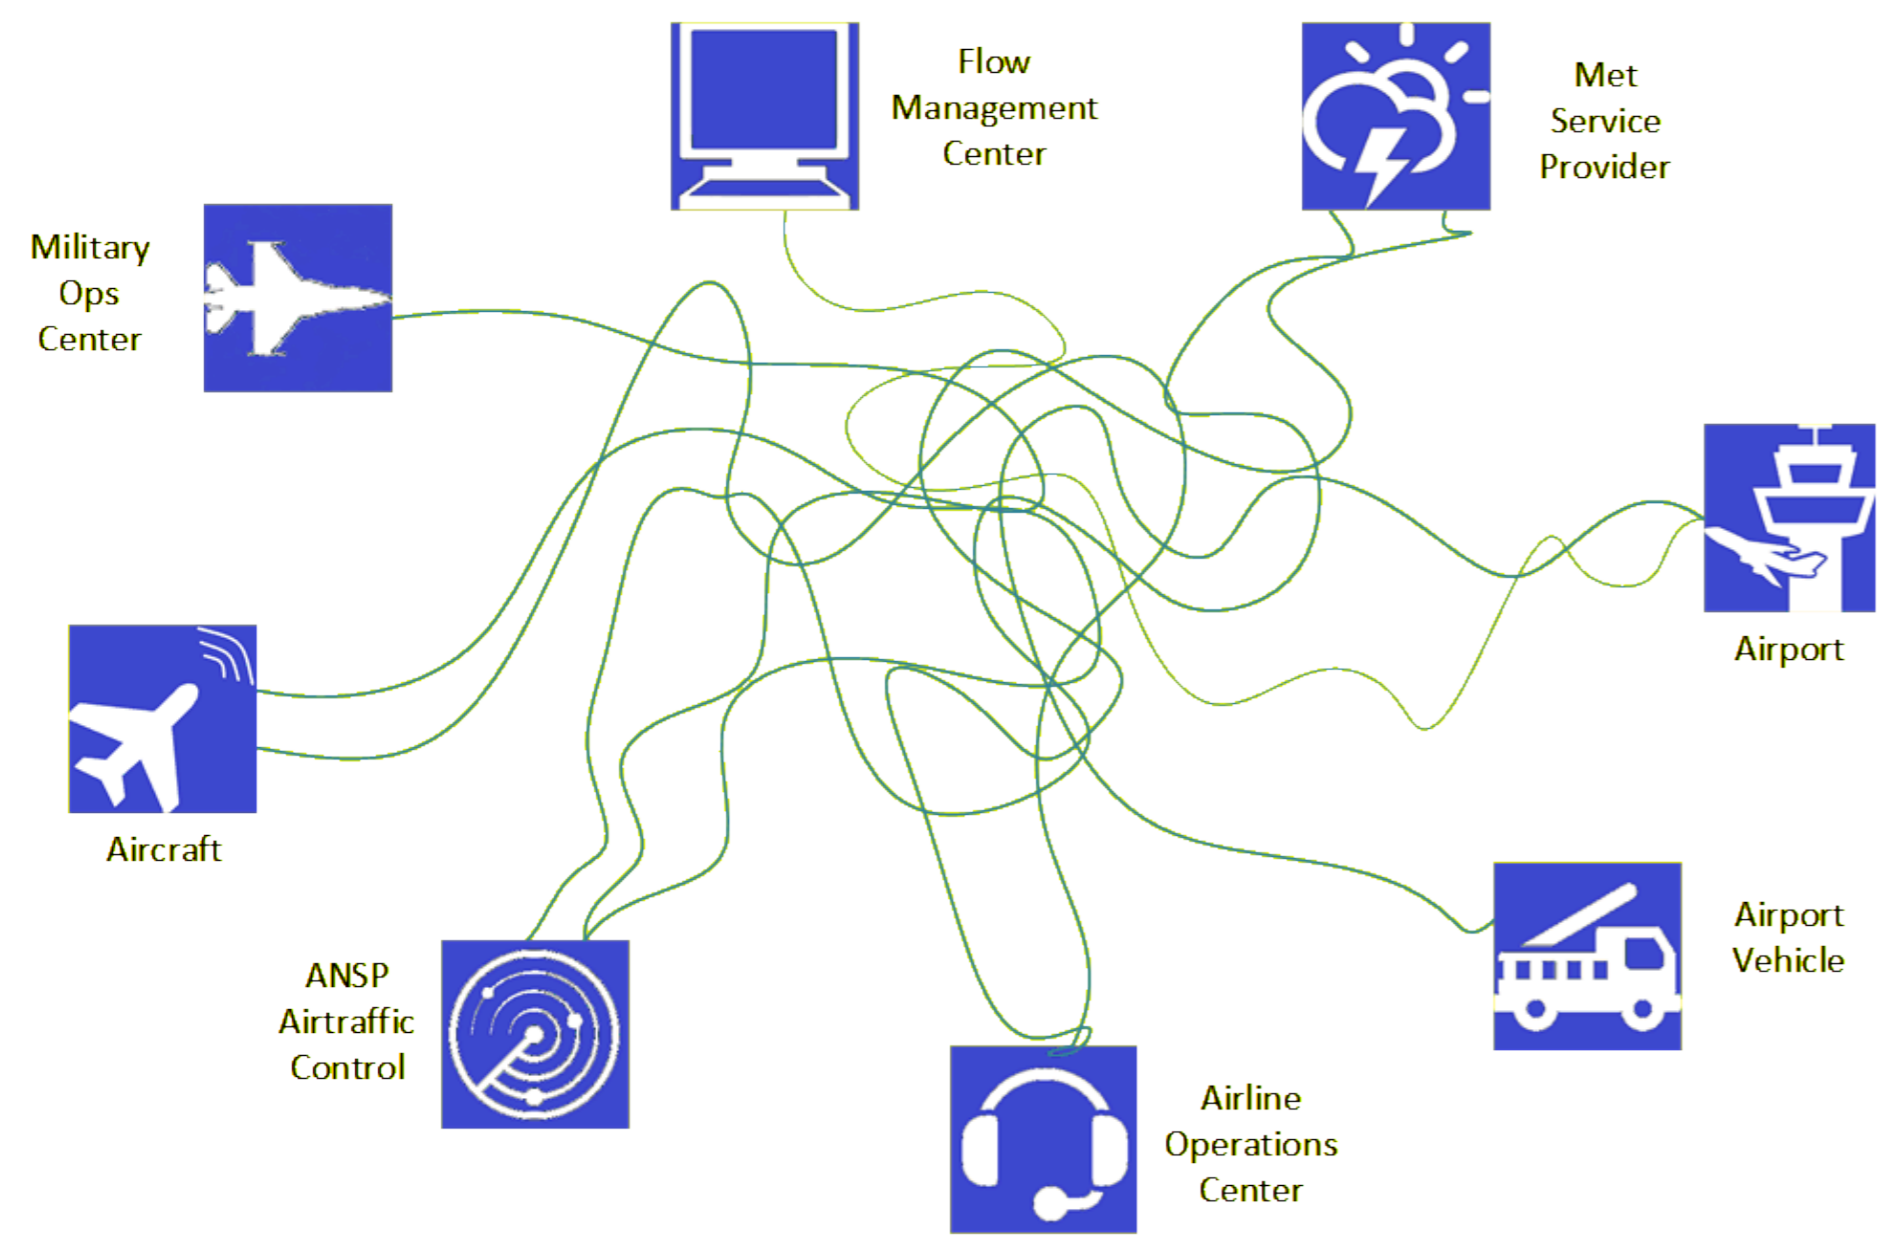 Flow
Management
Center
Met
Service
Provider
Military
Ops
Center
Airport
Aircraft
Airport
Vehicle
ANSP
Airtraffic
Control
Airline
Operations
Center